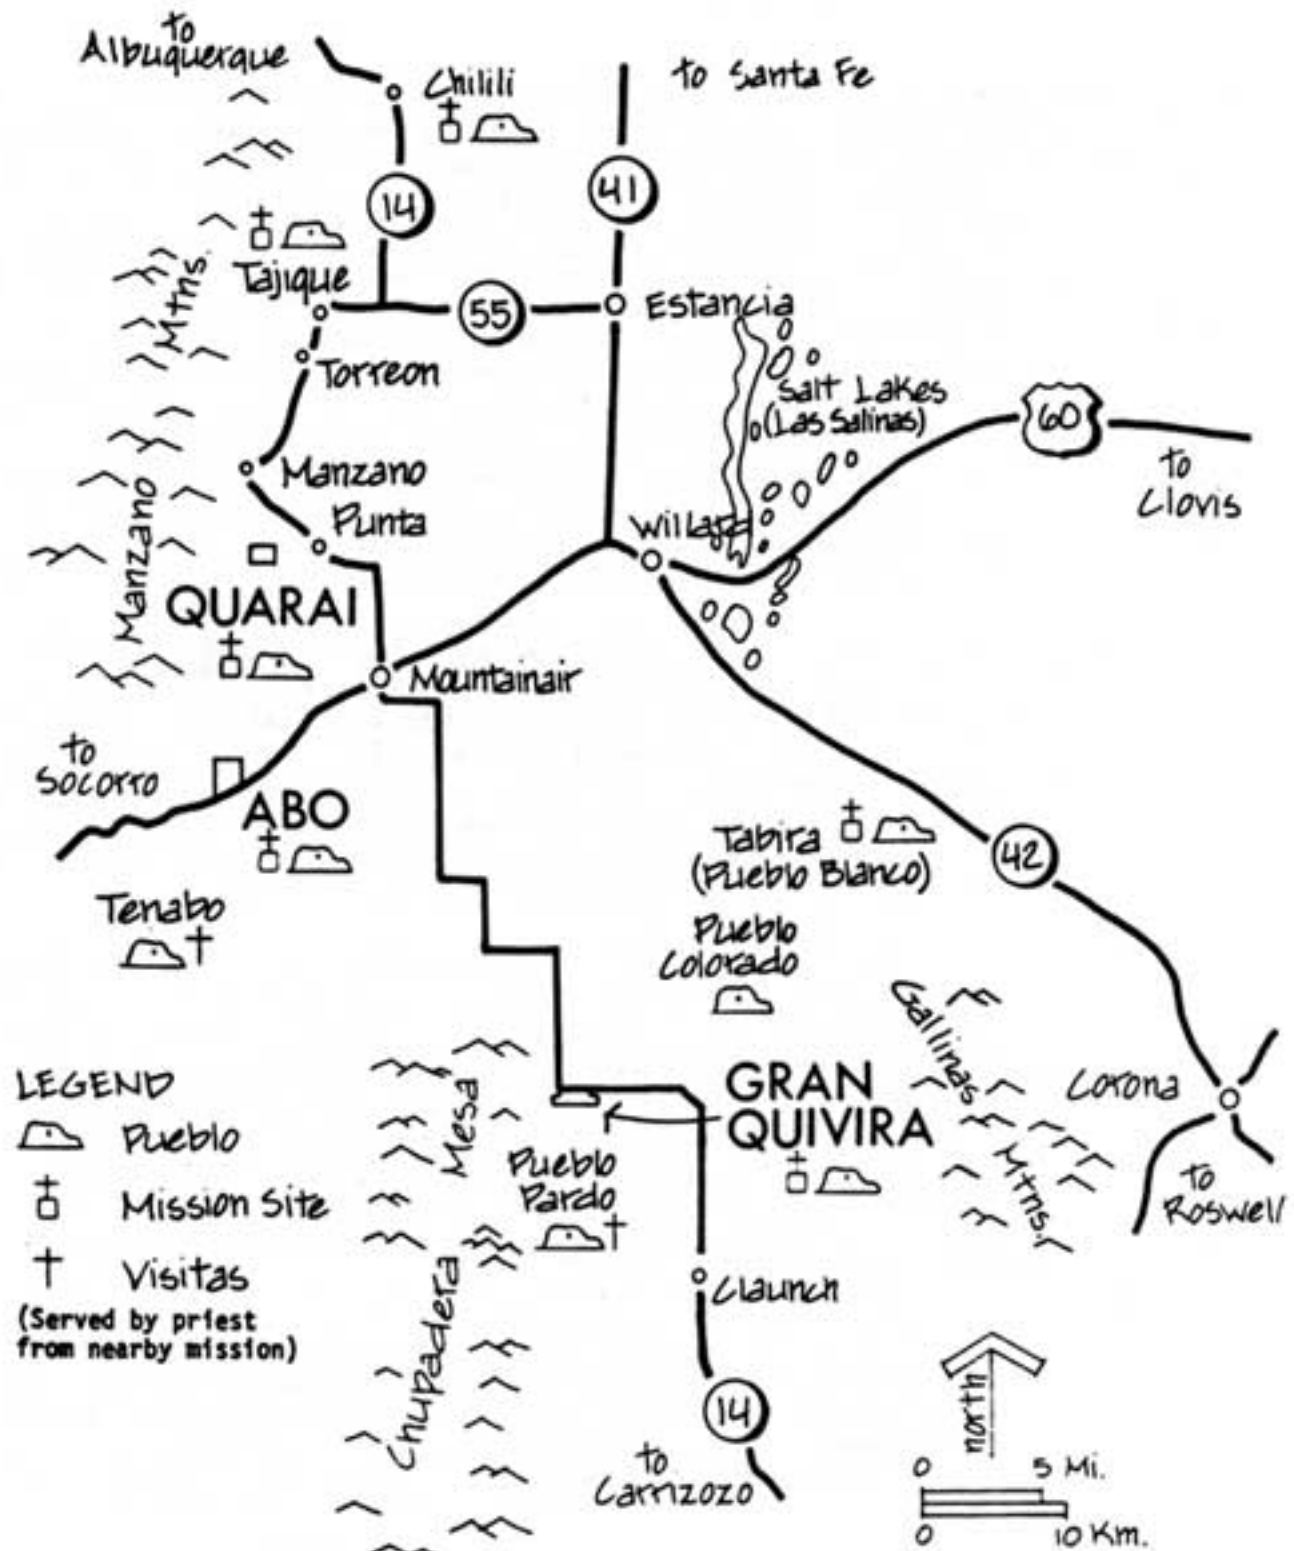 to
Albuquerque
Chilili
to Santa Fe
14
41
Tajique
55
Estancia
Torreon
Salt Lakes
(Las Salinas)
60
to
Clovis
Manzano
Punta
Willard
Manzano Mtns.
QUARAI
Mountainair
to
Socorro
ABO
Tenabo
Tabira
(Pueblo Blanco)
42
Pueblo
Colorado
Gallinas Mtns.
GRAN
QUIVIRA
Corona
to
Roswell
Chupadera Mesa
Pueblo
Pardo
Claunch
14
to
Carrizozo
LEGEND
Pueblo
Mission Site
Visitas
(Served by priest
from nearby mission)
north
0 5 Mi.
0 10 Km.